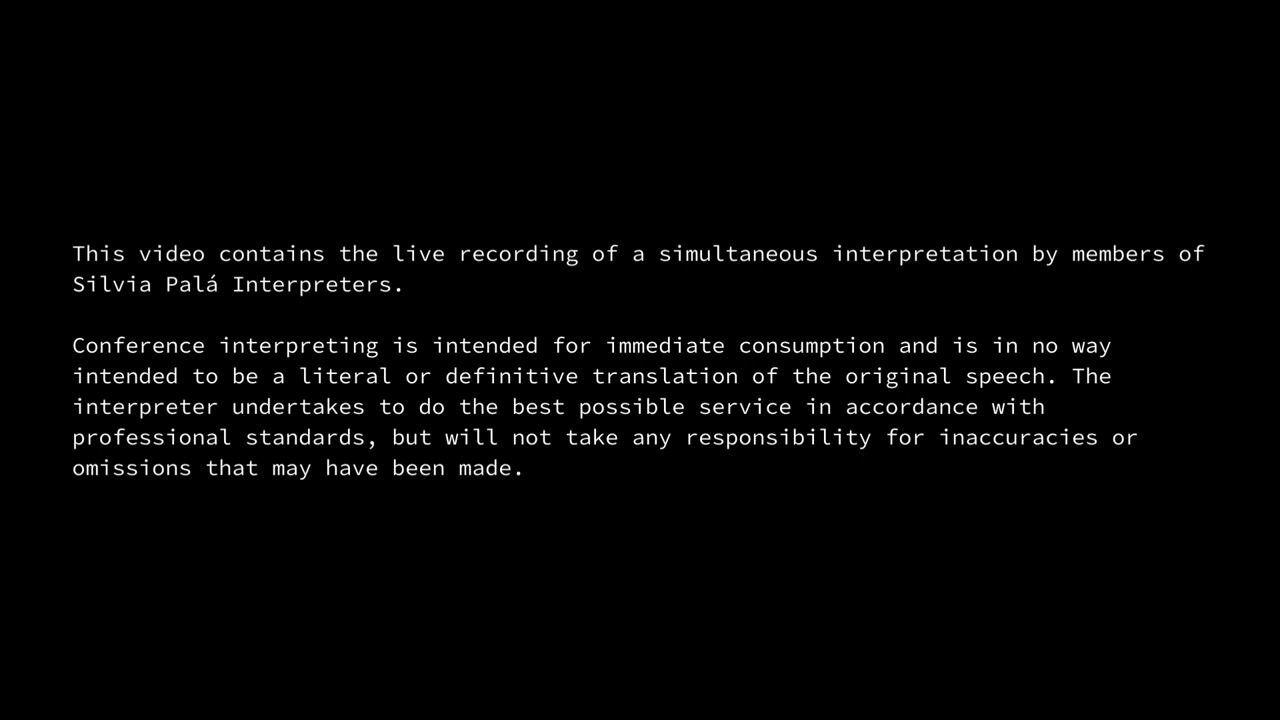 This video contains the live recording of a simultaneous interpretation by members of
Silvia Palá Interpreters.
Conference interpreting is intended for immediate consumption and is in no way
intended to be a literal or definitive translation of the original speech. The
interpreter undertakes to do the best possible service in accordance with
professional standards, but will not take any responsibility for inaccuracies or
omissions that may have been made.